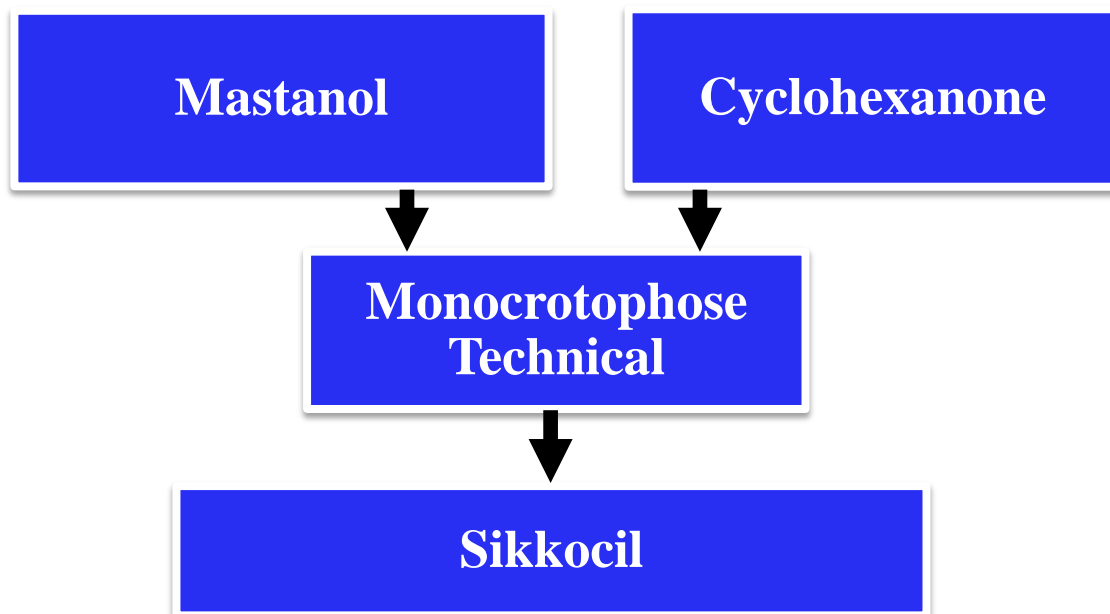 Mastanol
Cyclohexanone
Monocrotophose
Technical
Sikkocil